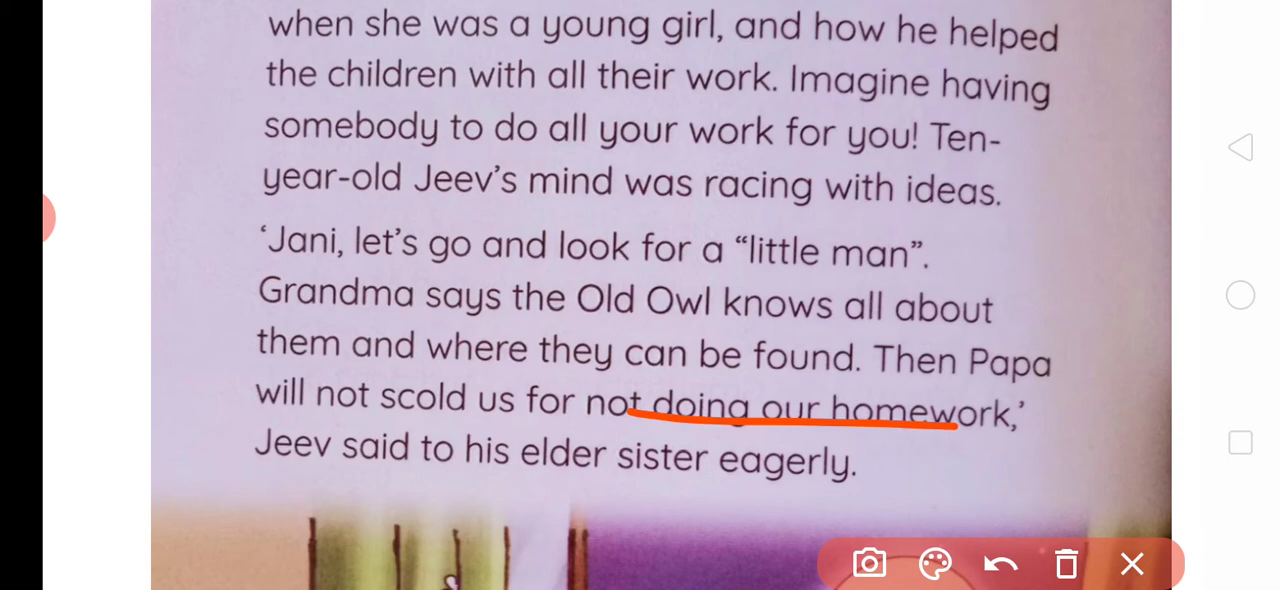 when she was a young girl, and how he helped
the children with all their work. Imagine having
somebody to do all your work for you! Ten-
year-old Jeev's mind was racing with ideas.
‘Jani, let's go and look for a “little man”.
Grandma says the Old Owl knows all about
them and where they can be found. Then Papa
will not scold us for not doing our homework,’
Jeev said to his elder sister eagerly.